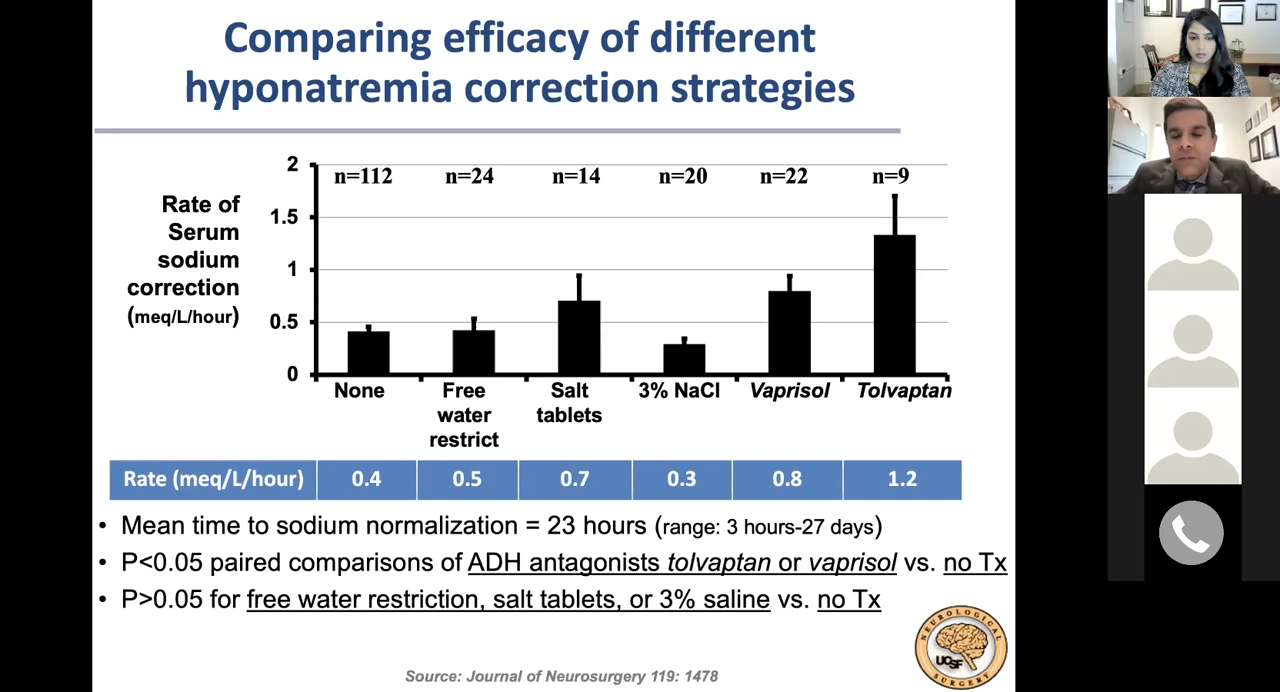 Comparing efficacy of different
hyponatremia correction strategies
Rate of
Serum
sodium
correction
(meq/L/hour)
2
1.5
1
0.5
0
n=112 n=24 n=14 n=20 n=22 n=9
None Free water restrict Salt tablets 3% NaCl Vaprisol Tolvaptan
Rate (meq/L/hour) 0.4 0.5 0.7 0.3 0.8 1.2
• Mean time to sodium normalization = 23 hours (range: 3 hours-27 days)
• P<0.05 paired comparisons of ADH antagonists tolvaptan or vaprisol vs. no Tx
• P>0.05 for free water restriction, salt tablets, or 3% saline vs. no Tx
NEUROLOGICAL
UCSF
SURGERY
Source: Journal of Neurosurgery 119: 1478